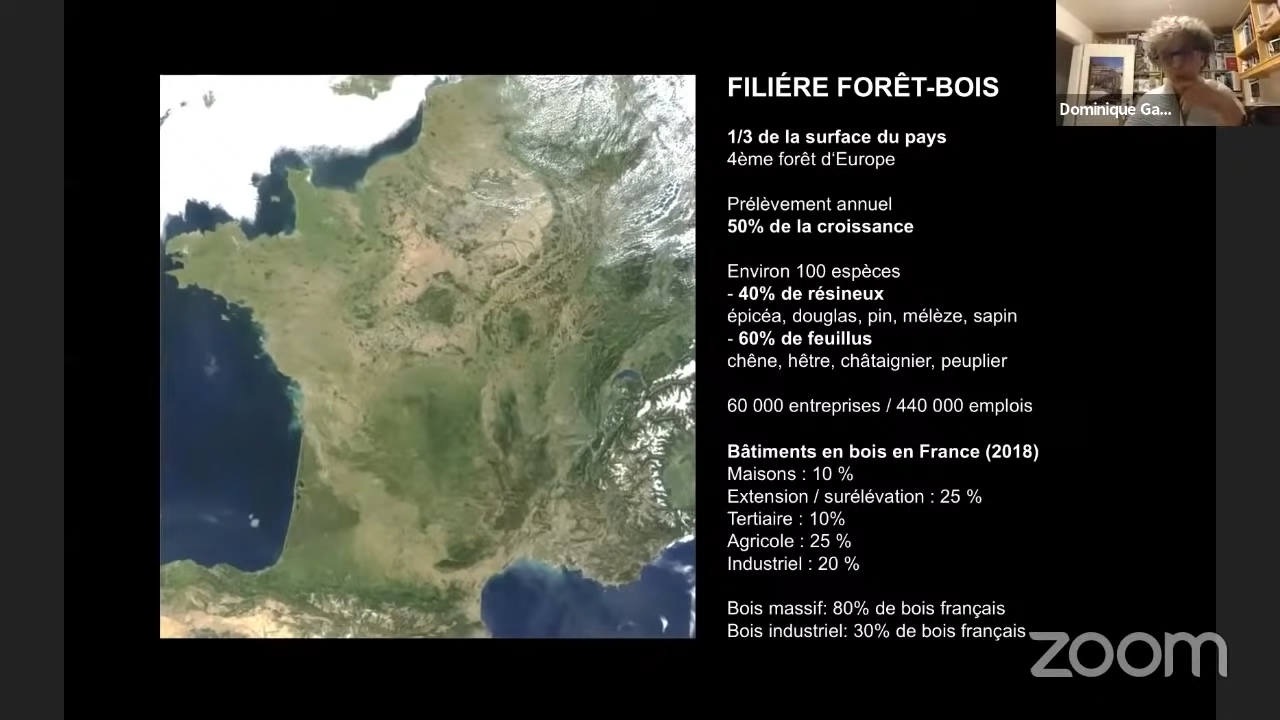 FILIÉRE FORÊT-BOIS
1/3 de la surface du pays
4ème forêt d'Europe
Prélèvement annuel
50% de la croissance
Environ 100 espèces
- 40% de résineux
épicéa, douglas, pin, mélèze, sapin
- 60% de feuillus
chêne, hêtre, châtaignier, peuplier
60 000 entreprises / 440 000 emplois
Bâtiments en bois en France (2018)
Maisons : 10 %
Extension / surélévation : 25 %
Tertiaire : 10%
Agricole : 25 %
Industriel : 20 %
Bois massif: 80% de bois français
Bois industriel: 30% de bois français
Dominique Ga...
zoom